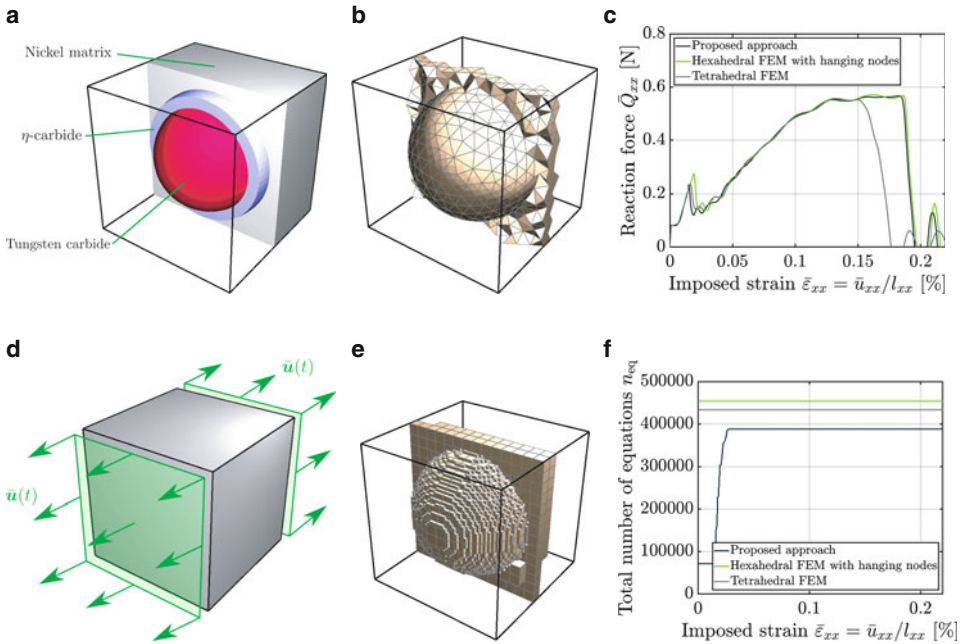 a
Nickel matrix
η-carbide
Tungsten carbide
b
c
Reaction force Q̄xx [N]
0.8
0.6
0.4
0.2
0
Proposed approach
Hexahedral FEM with hanging nodes
Tetrahedral FEM
0 0.05 0.1 0.15 0.2
Imposed strain ε̄xx = ūxx/lxx [%]
d
ū(t)
ū(t)
e
f
Total number of equations neq
500000
400000
300000
200000
100000
0
Proposed approach
Hexahedral FEM with hanging nodes
Tetrahedral FEM
0 0.1 0.2
Imposed strain ε̄xx = ūxx/lxx [%]